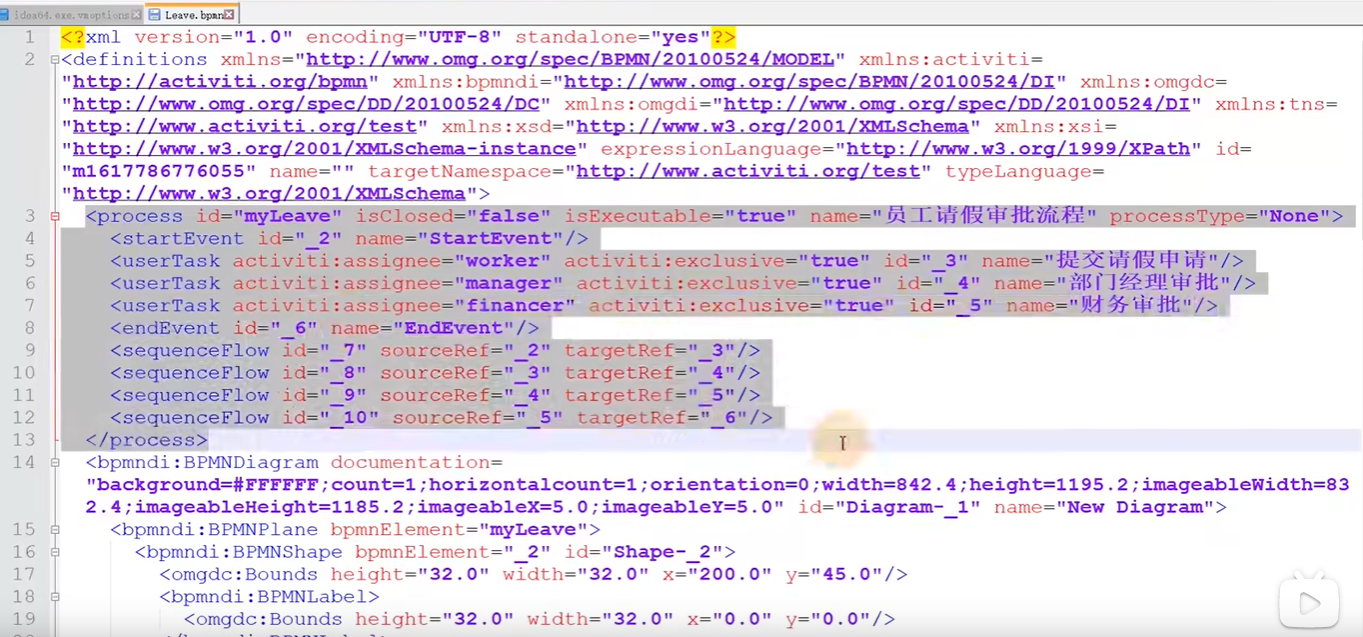 idea64.exe.vmoptions Leave.bpmn
1 <?xml version="1.0" encoding="UTF-8" standalone="yes"?>
2 <definitions xmlns="http://www.omg.org/spec/BPMN/20100524/MODEL" xmlns:activiti=
"http://activiti.org/bpmn" xmlns:bpmndi="http://www.omg.org/spec/BPMN/20100524/DI" xmlns:omgdc=
"http://www.omg.org/spec/DD/20100524/DC" xmlns:omgdi="http://www.omg.org/spec/DD/20100524/DI" xmlns:tns=
"http://www.activiti.org/test" xmlns:xsd="http://www.w3.org/2001/XMLSchema" xmlns:xsi=
"http://www.w3.org/2001/XMLSchema-instance" expressionLanguage="http://www.w3.org/1999/XPath" id=
"m1617786776055" name="" targetNamespace="http://www.activiti.org/test" typeLanguage=
"http://www.w3.org/2001/XMLSchema">
3 <process id="myLeave" isClosed="false" isExecutable="true" name="员工请假审批流程" processType="None">
4 <startEvent id="_2" name="StartEvent"/>
5 <userTask activiti:assignee="worker" activiti:exclusive="true" id="_3" name="提交请假申请"/>
6 <userTask activiti:assignee="manager" activiti:exclusive="true" id="_4" name="部门经理审批"/>
7 <userTask activiti:assignee="financer" activiti:exclusive="true" id="_5" name="财务审批"/>
8 <endEvent id="_6" name="EndEvent"/>
9 <sequenceFlow id="_7" sourceRef="_2" targetRef="_3"/>
10 <sequenceFlow id="_8" sourceRef="_3" targetRef="_4"/>
11 <sequenceFlow id="_9" sourceRef="_4" targetRef="_5"/>
12 <sequenceFlow id="_10" sourceRef="_5" targetRef="_6"/>
13 </process>
14 <bpmndi:BPMNDiagram documentation=
"background=#FFFFFF;count=1;horizontalcount=1;orientation=0;width=842.4;height=1195.2;imageableWidth=83
2.4;imageableHeight=1185.2;imageableX=5.0;imageableY=5.0" id="Diagram-_1" name="New Diagram">
15 <bpmndi:BPMNPlane bpmnElement="myLeave">
16 <bpmndi:BPMNShape bpmnElement="_2" id="Shape-_2">
17 <omgdc:Bounds height="32.0" width="32.0" x="200.0" y="45.0"/>
18 <bpmndi:BPMNLabel>
19 <omgdc:Bounds height="32.0" width="32.0" x="0.0" y="0.0"/>